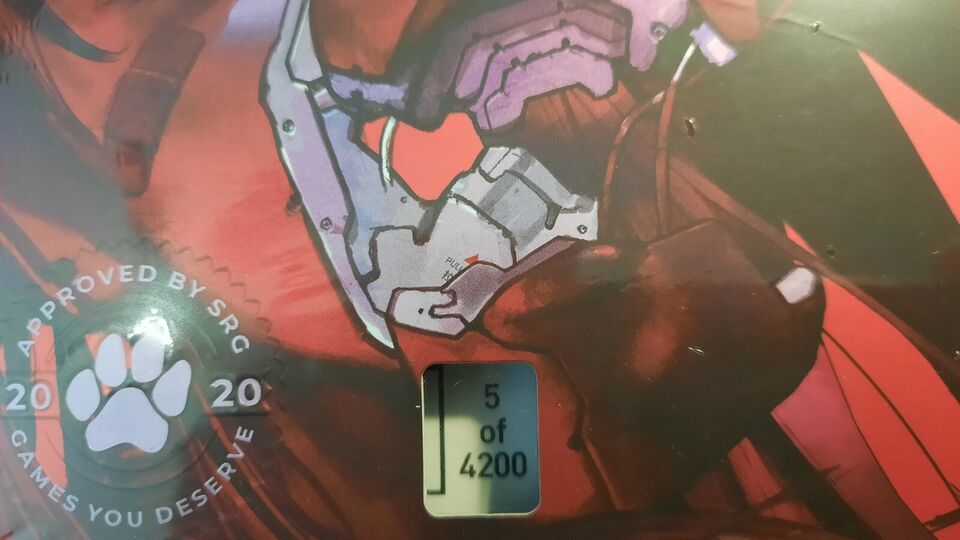 APPROVED BY SRG
20 20
GAMES YOU DESERVE
5
of
4200